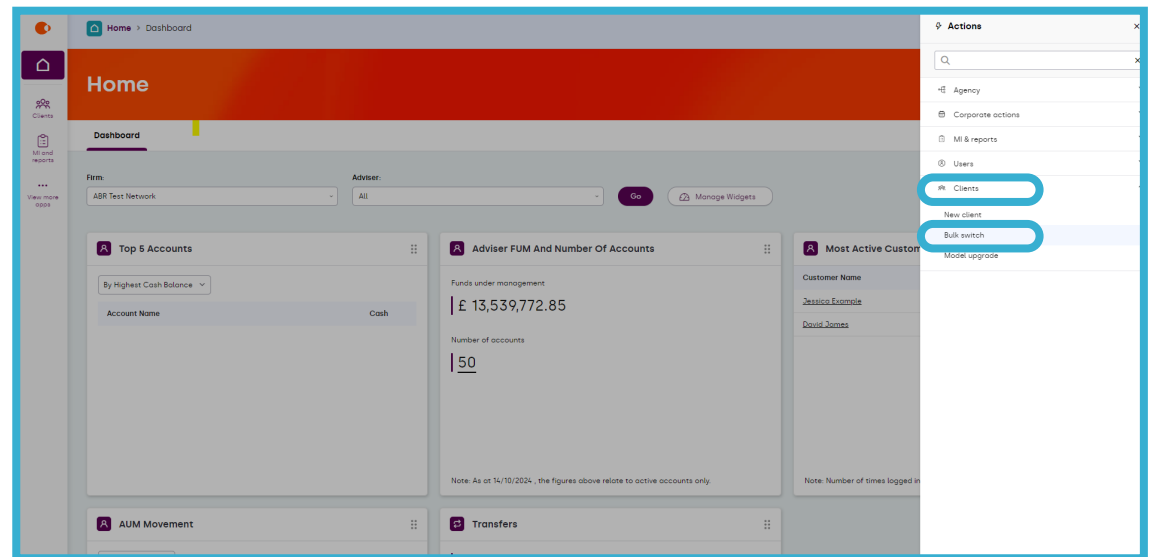 Home > Dashboard
Clients
MI and
reports
View more
apps
Home
Dashboard
Firm:
ABR Test Network
Adviser:
All
Go
Manage Widgets
Top 5 Accounts
By Highest Cash Balance
Account Name Cash
Adviser FUM And Number Of Accounts
Funds under management
£ 13,539,772.85
Number of accounts
50
Note: As at 14/10/2024 , the figures above relate to active accounts only.
Most Active Custom
Customer Name
Jessica Example
David James
Note: Number of times logged in
AUM Movement
Transfers
Actions
Agency
Corporate actions
MI & reports
Users
Clients
New client
Bulk switch
Model upgrade